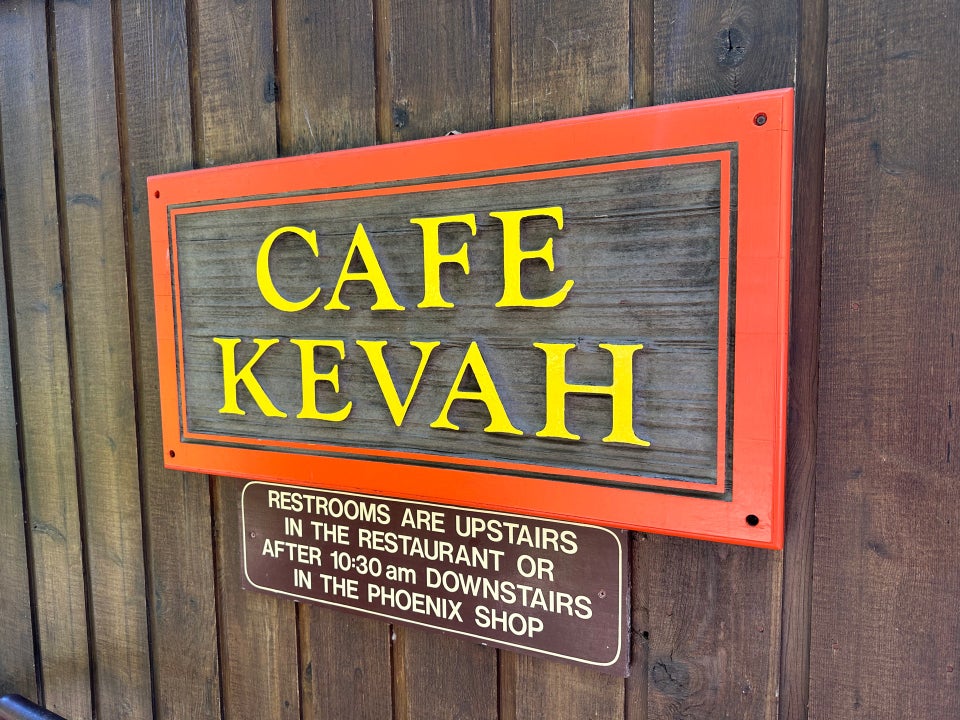 CAFE
KEVAH
RESTROOMS ARE UPSTAIRS
IN THE RESTAURANT OR
AFTER 10:30 am DOWNSTAIRS
IN THE PHOENIX SHOP